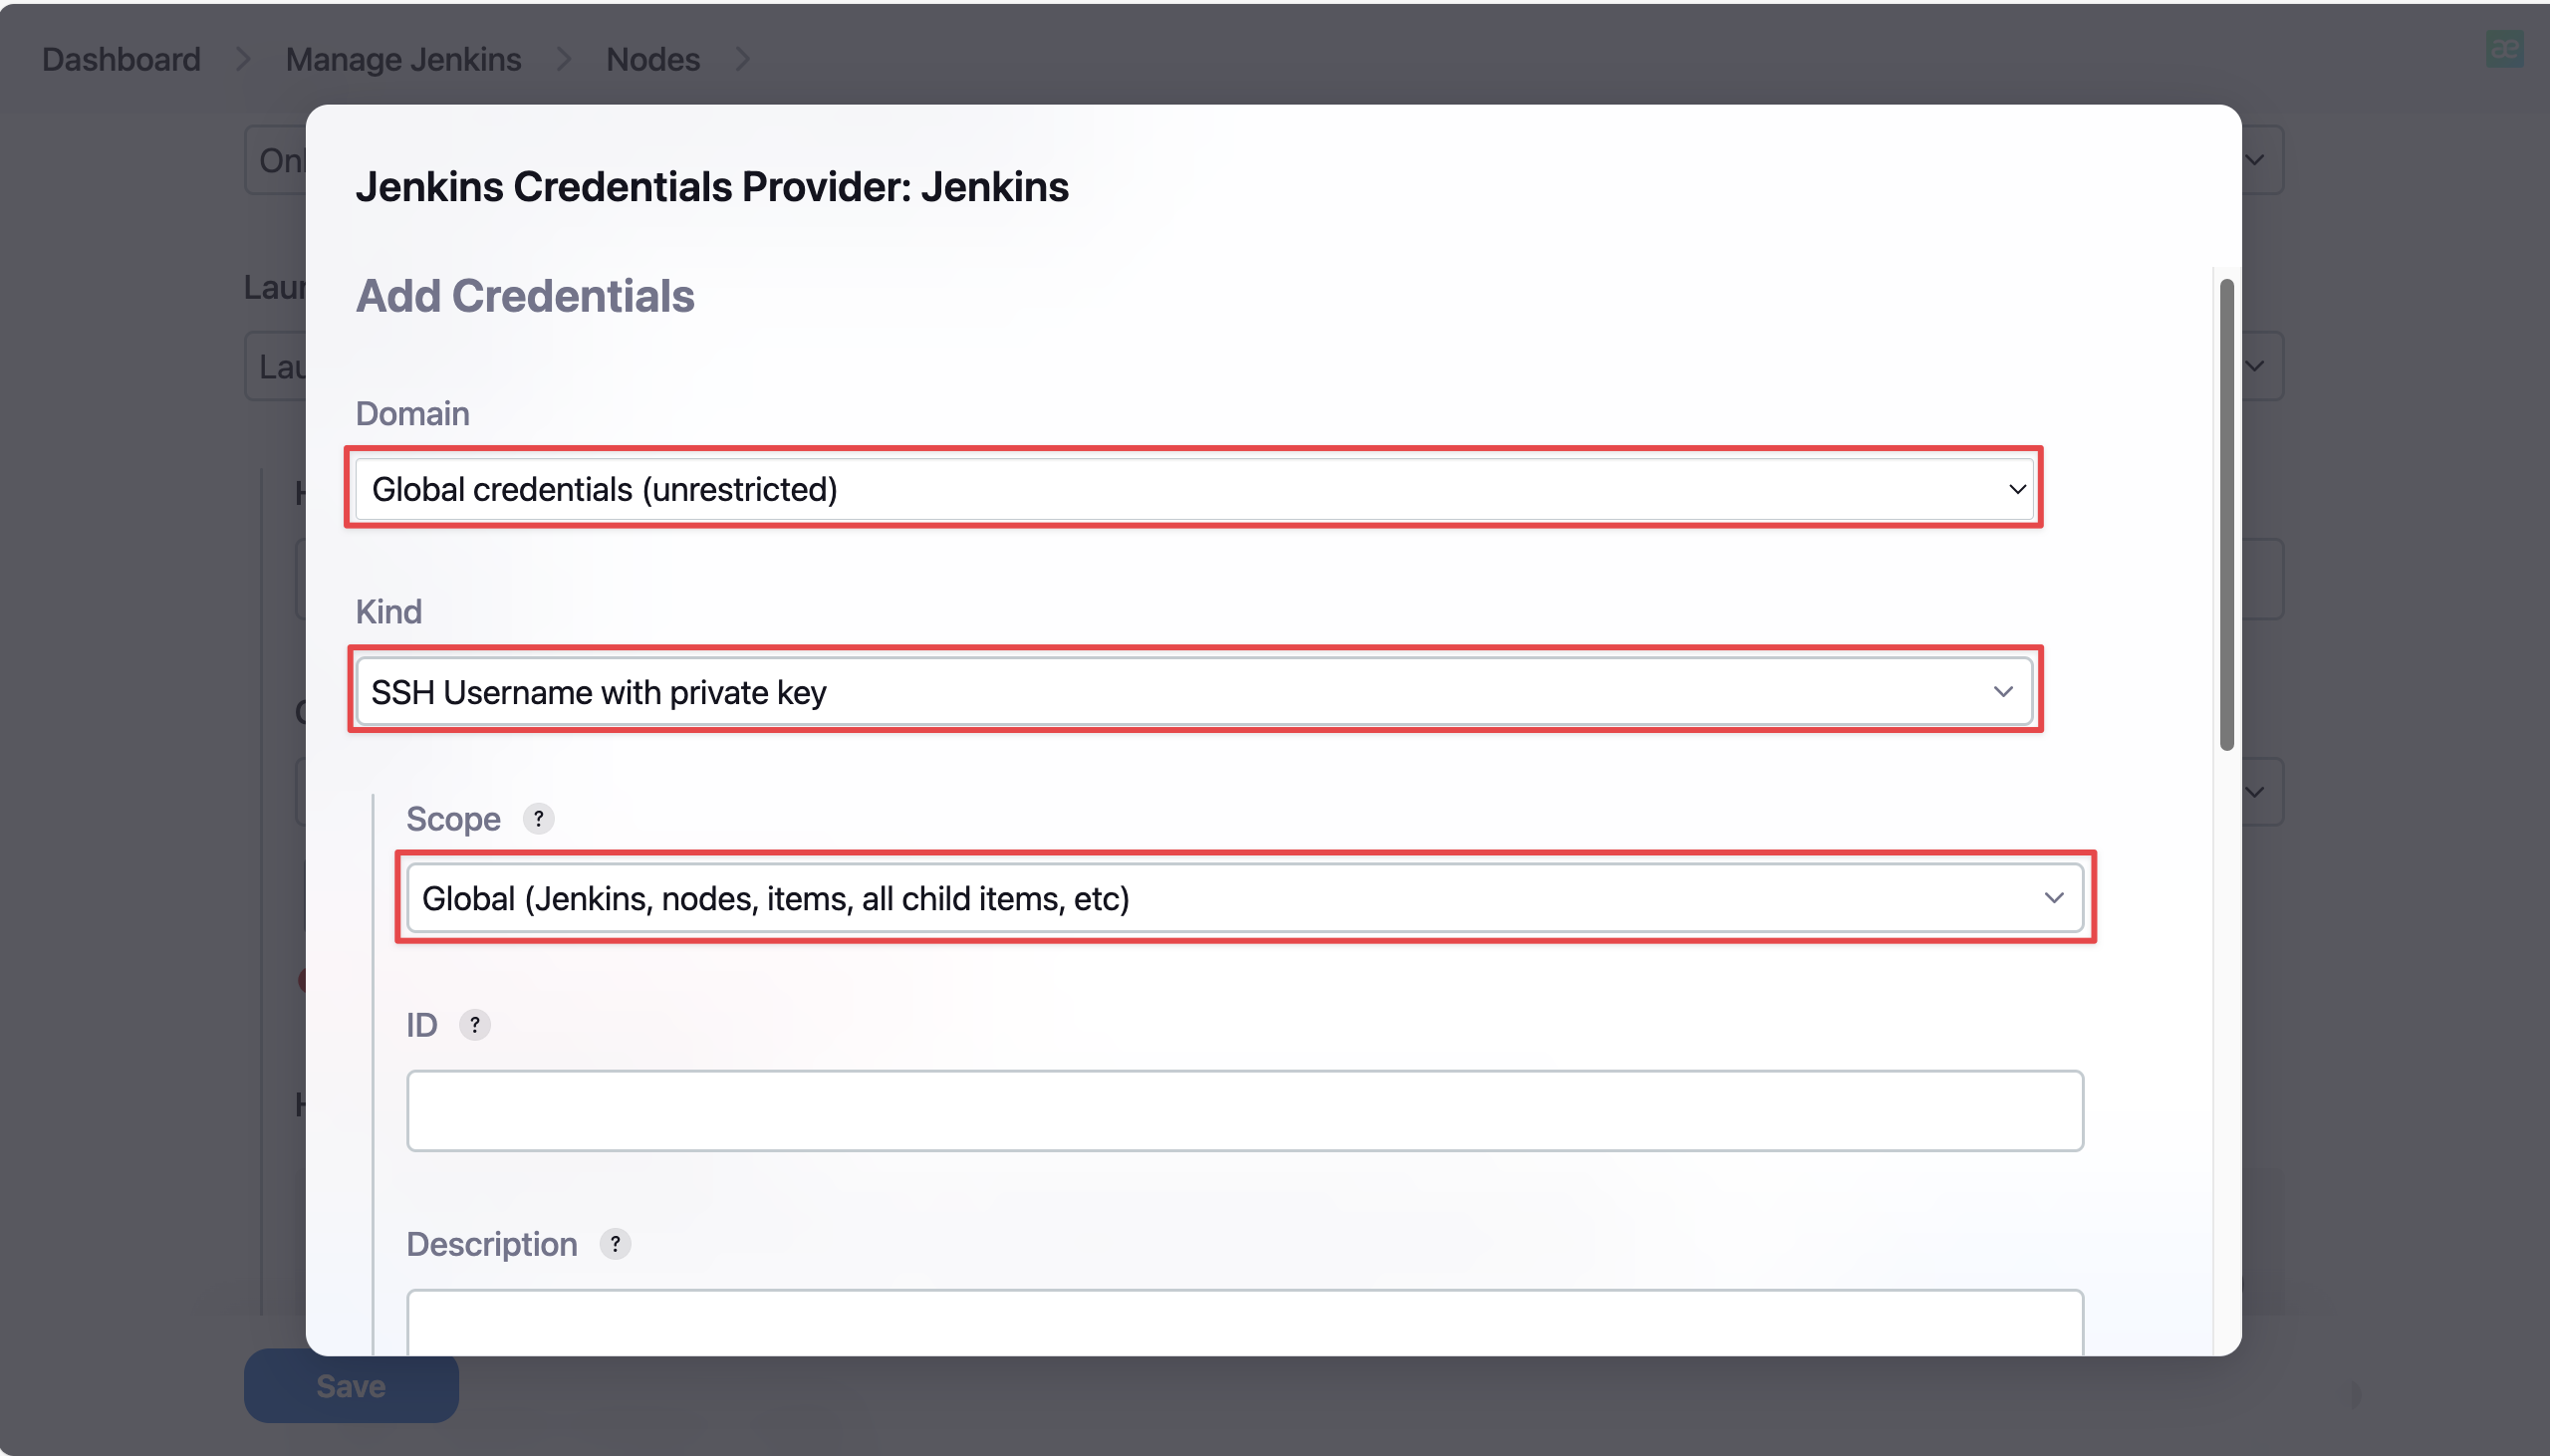 Dashboard > Manage Jenkins > Nodes >
æ
Onl
Jenkins Credentials Provider: Jenkins
Laun
Add Credentials
Lau
Domain
Global credentials (unrestricted)
Kind
SSH Username with private key
Scope ?
Global (Jenkins, nodes, items, all child items, etc)
ID ?
H
Description ?
Save